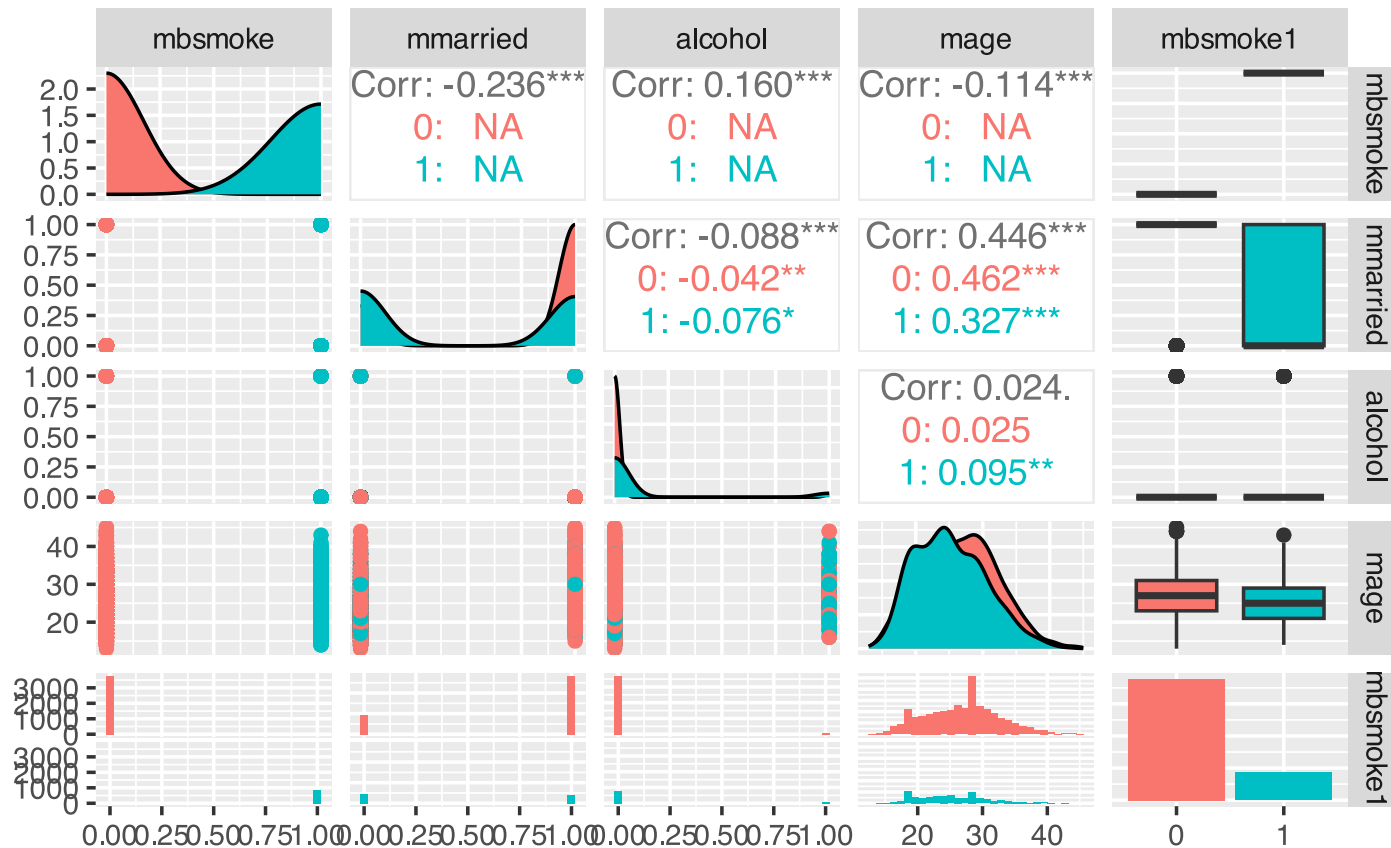 mbsmoke mmarried alcohol mage mbsmoke1
2.0
1.5
1.0
0.5
0.0
Corr: -0.236***
0: NA
1: NA
Corr: 0.160***
0: NA
1: NA
Corr: -0.114***
0: NA
1: NA
mbsmoke
1.00
0.75
0.50
0.25
0.00
Corr: -0.088***
0: -0.042**
1: -0.076*
Corr: 0.446***
0: 0.462***
1: 0.327***
mmarried
1.00
0.75
0.50
0.25
0.00
Corr: 0.024.
0: 0.025
1: 0.095**
alcohol
40
30
20
mage
3000
2000
1000
0
3000
2000
1000
0
mbsmoke1
0.00 0.25 0.50 0.75 1.00 0.00 0.25 0.50 0.75 1.00 0.00 0.25 0.50 0.75 1.00 20 30 40 0 1